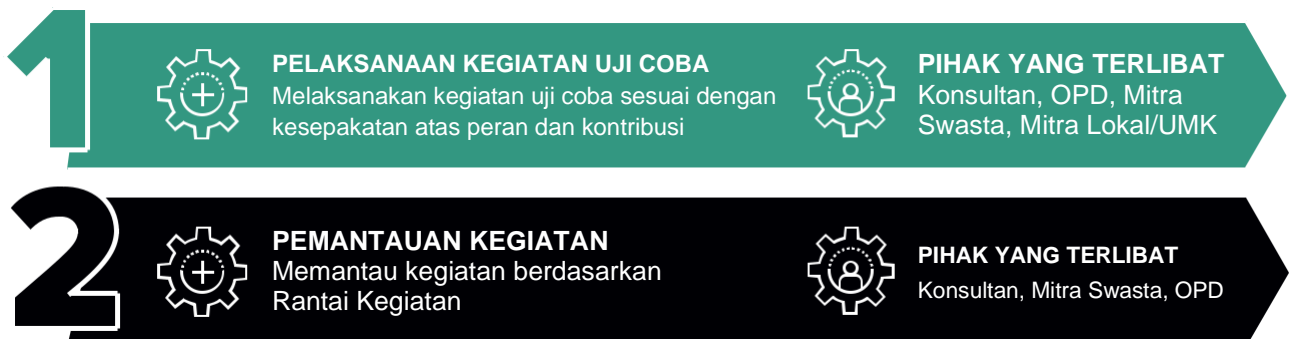 1
PELAKSANAAN KEGIATAN UJI COBA
Melaksanakan kegiatan uji coba sesuai dengan
kesepakatan atas peran dan kontribusi
PIHAK YANG TERLIBAT
Konsultan, OPD, Mitra
Swasta, Mitra Lokal/UMK
2
PEMANTAUAN KEGIATAN
Memantau kegiatan berdasarkan
Rantai Kegiatan
PIHAK YANG TERLIBAT
Konsultan, Mitra Swasta, OPD